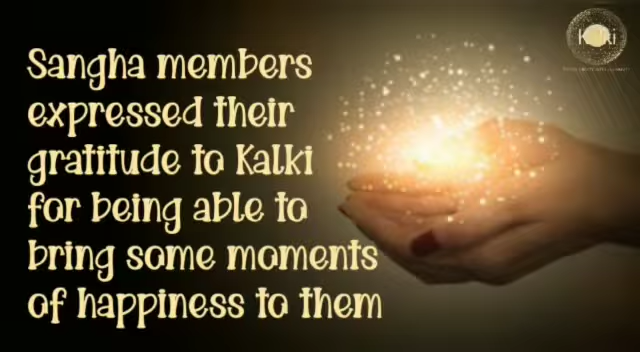 Sangha members
expressed their
gratitude to Kalki
for being able to
bring some moments
of happiness to them
Kalki